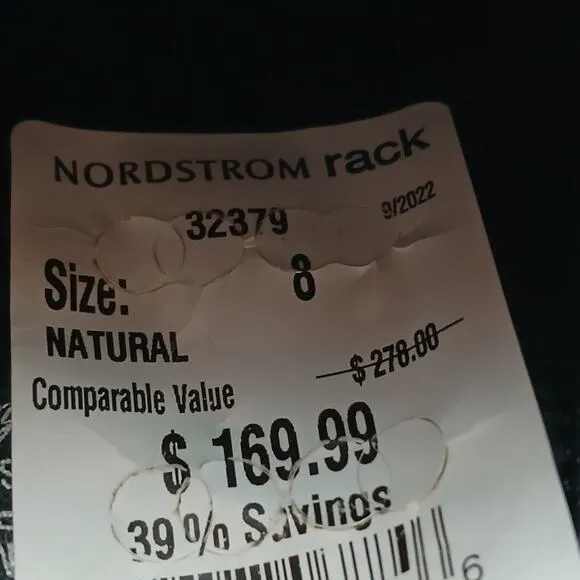 NORDSTROM rack
32379 9/2022
Size: 8
NATURAL
Comparable Value $278.00
$169.99
39% Savings
6